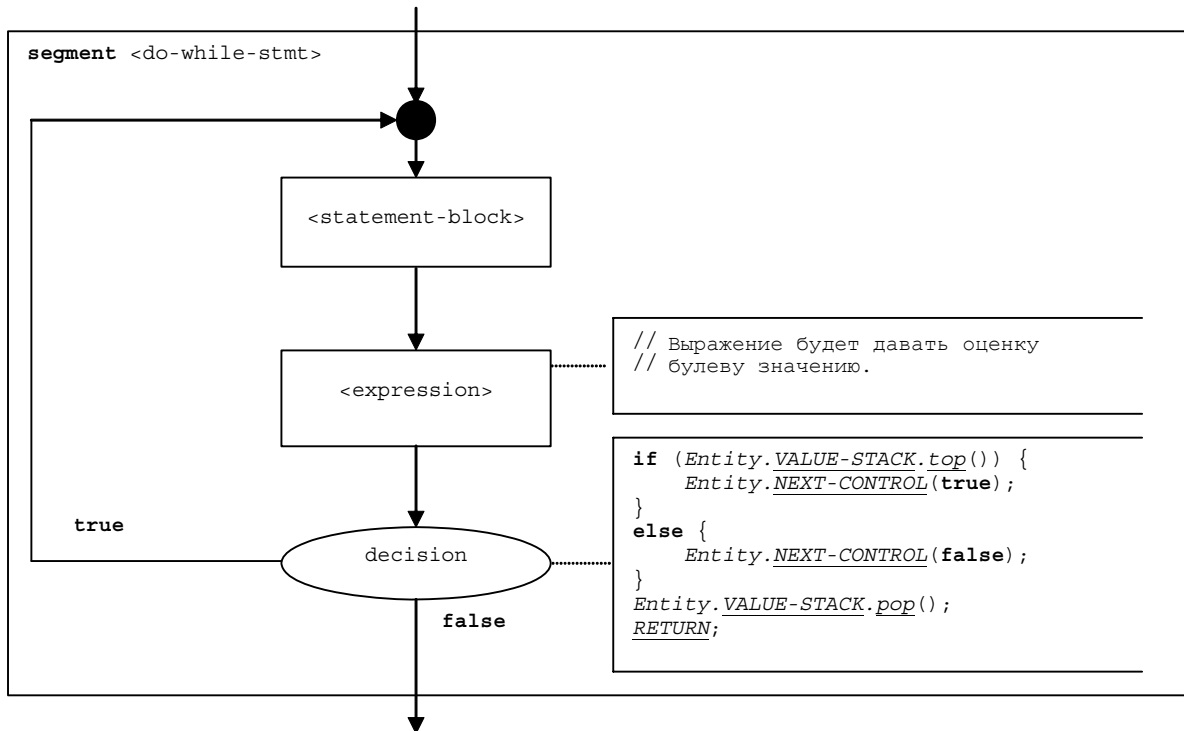 segment <do-while-stmt>
<statement-block>
<expression>
// Выражение будет давать оценку
// булеву значению.
true
decision
false
if (Entity.VALUE-STACK.top()) {
    Entity.NEXT-CONTROL(true);
}
else {
    Entity.NEXT-CONTROL(false);
}
Entity.VALUE-STACK.pop();
RETURN;